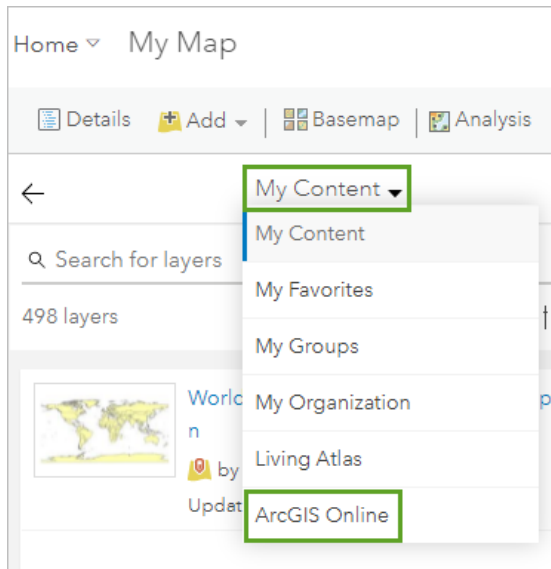 Home My Map
Details Add Basemap Analysis
My Content
My Content
Search for layers
My Favorites
498 layers
My Groups
My Organization
n
by
Living Atlas
ArcGIS Online